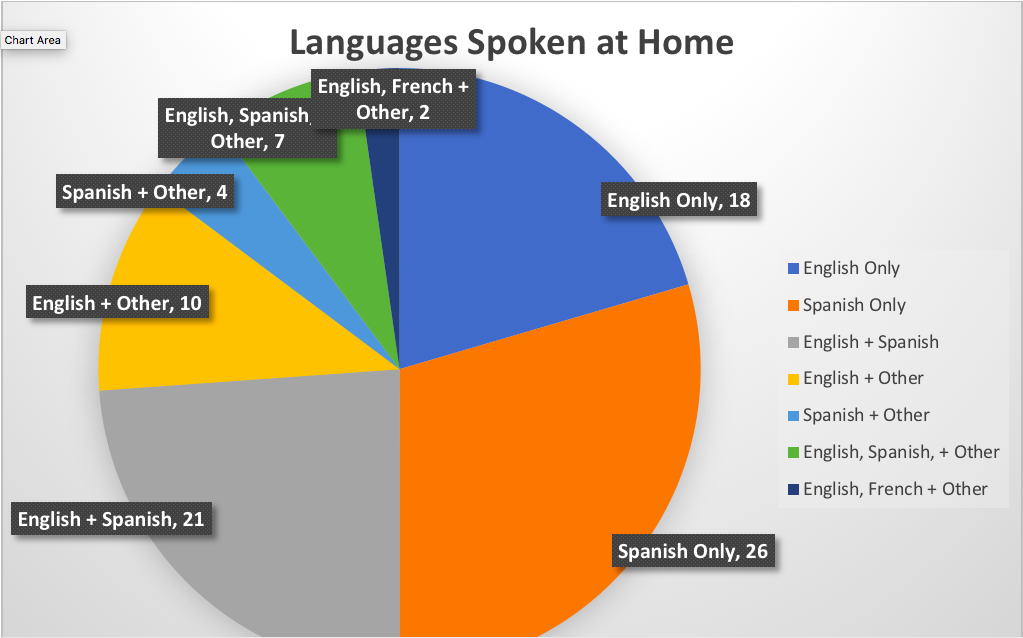 Languages Spoken at Home
Chart Area
English, French +
Other, 2
English, Spanish,
Other, 7
Spanish + Other, 4
English Only, 18
English + Other, 10
English + Spanish, 21
Spanish Only, 26
English Only
Spanish Only
English + Spanish
English + Other
Spanish + Other
English, Spanish, + Other
English, French + Other